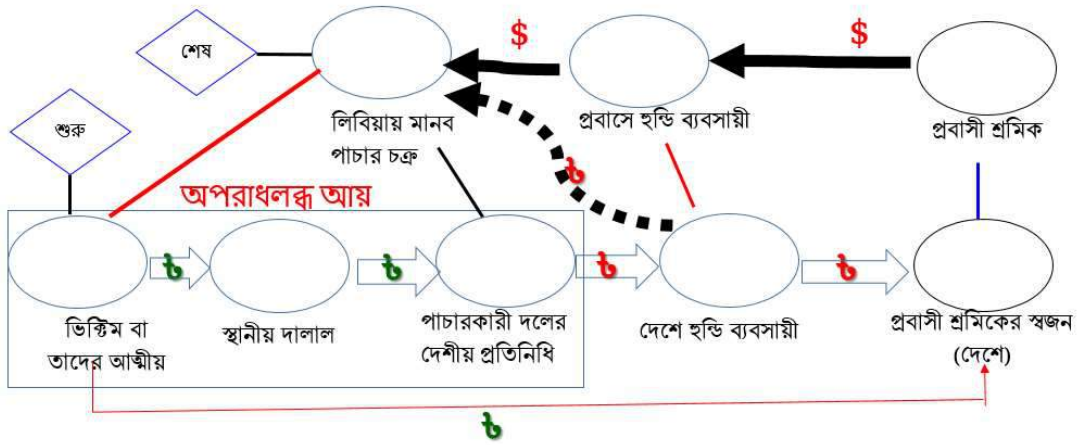 শেষ
$
$
শুরু
লিবিয়ায় মানব
পাচার চক্র
প্রবাসে হুন্ডি ব্যবসায়ী
প্রবাসী শ্রমিক
৳
অপরাধলব্ধ আয়
৳
৳
৳
৳
ভিক্টিম বা
তাদের আত্মীয়
স্থানীয় দালাল
পাচারকারী দলের
দেশীয় প্রতিনিধি
দেশে হুন্ডি ব্যবসায়ী
প্রবাসী শ্রমিকের স্বজন
(দেশে)
৳